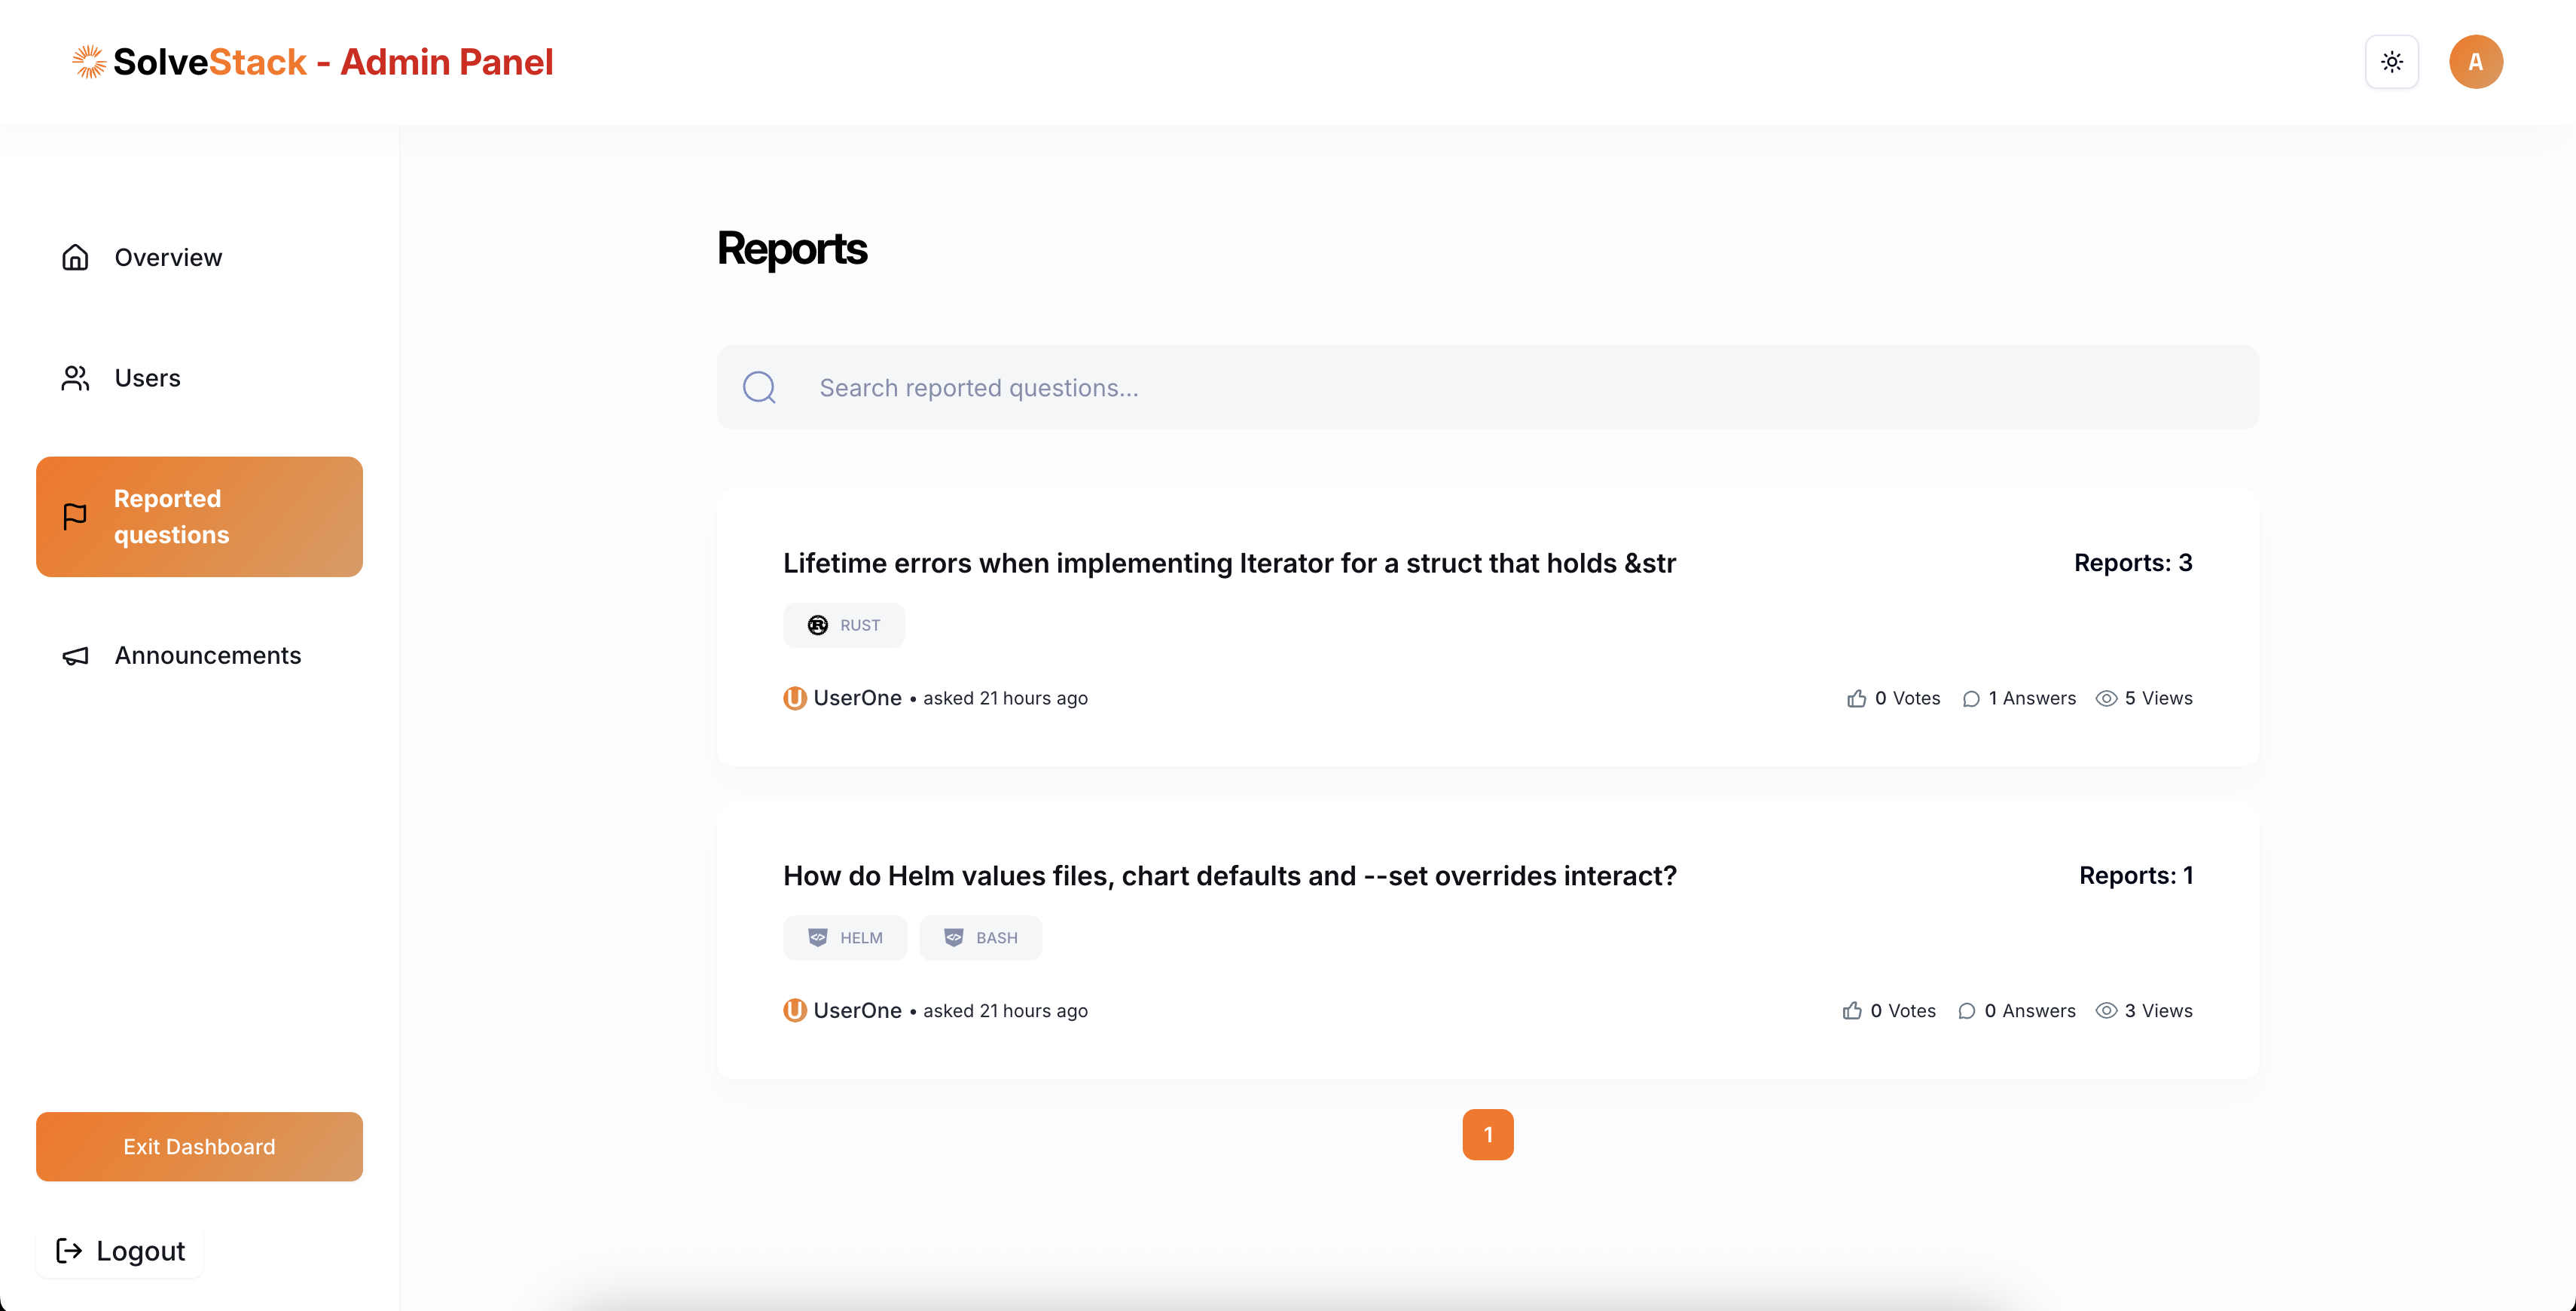 SolveStack - Admin Panel
A
Overview
Users
Reported
questions
Announcements
Exit Dashboard
Logout
Reports
Search reported questions...
Lifetime errors when implementing Iterator for a struct that holds &str
Reports: 3
RUST
U UserOne • asked 21 hours ago
0 Votes 1 Answers 5 Views
How do Helm values files, chart defaults and --set overrides interact?
Reports: 1
HELM BASH
U UserOne • asked 21 hours ago
0 Votes 0 Answers 3 Views
1